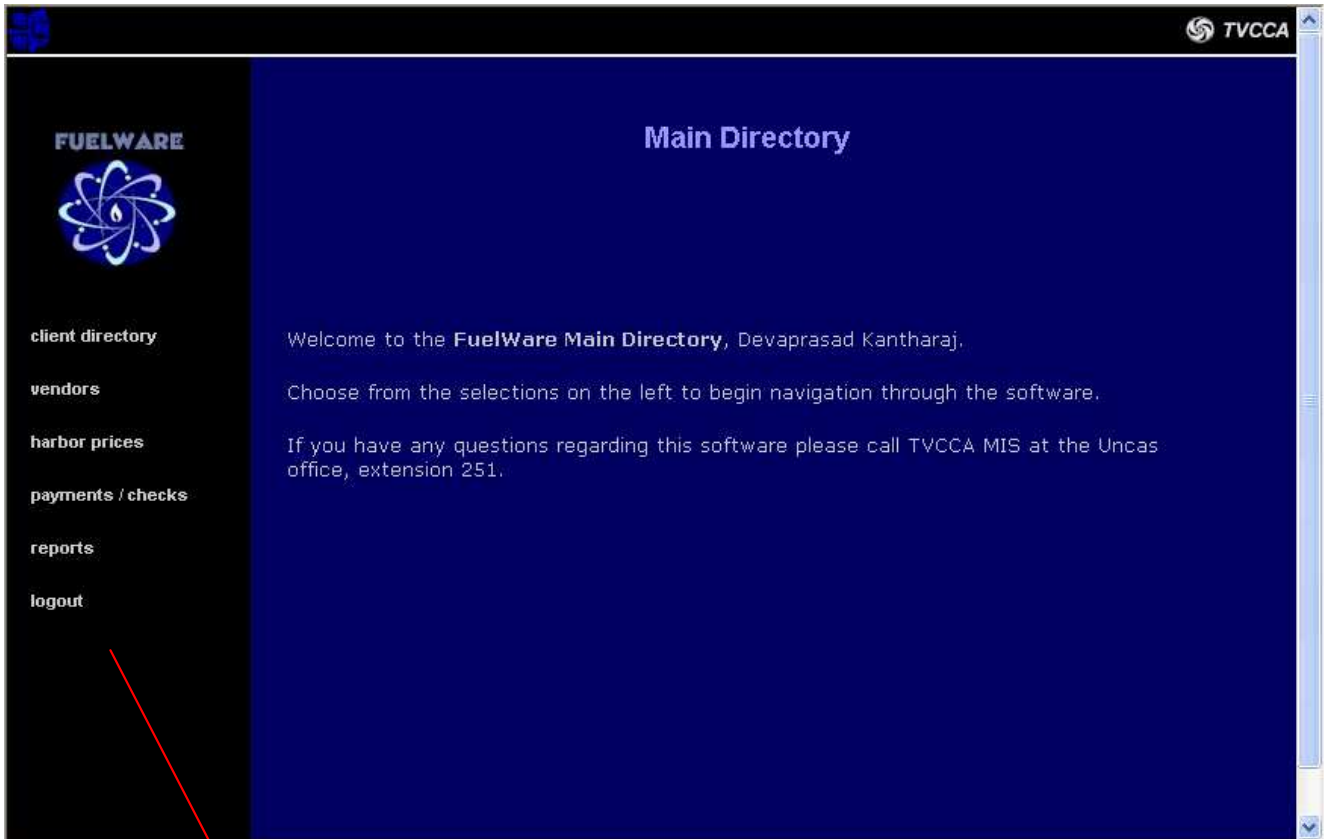 TVCCA
FUELWARE
Main Directory
client directory
vendors
harbor prices
payments / checks
reports
logout
Welcome to the FuelWare Main Directory, Devaprasad Kantharaj.
Choose from the selections on the left to begin navigation through the software.
If you have any questions regarding this software please call TVCCA MIS at the Uncas
office, extension 251.